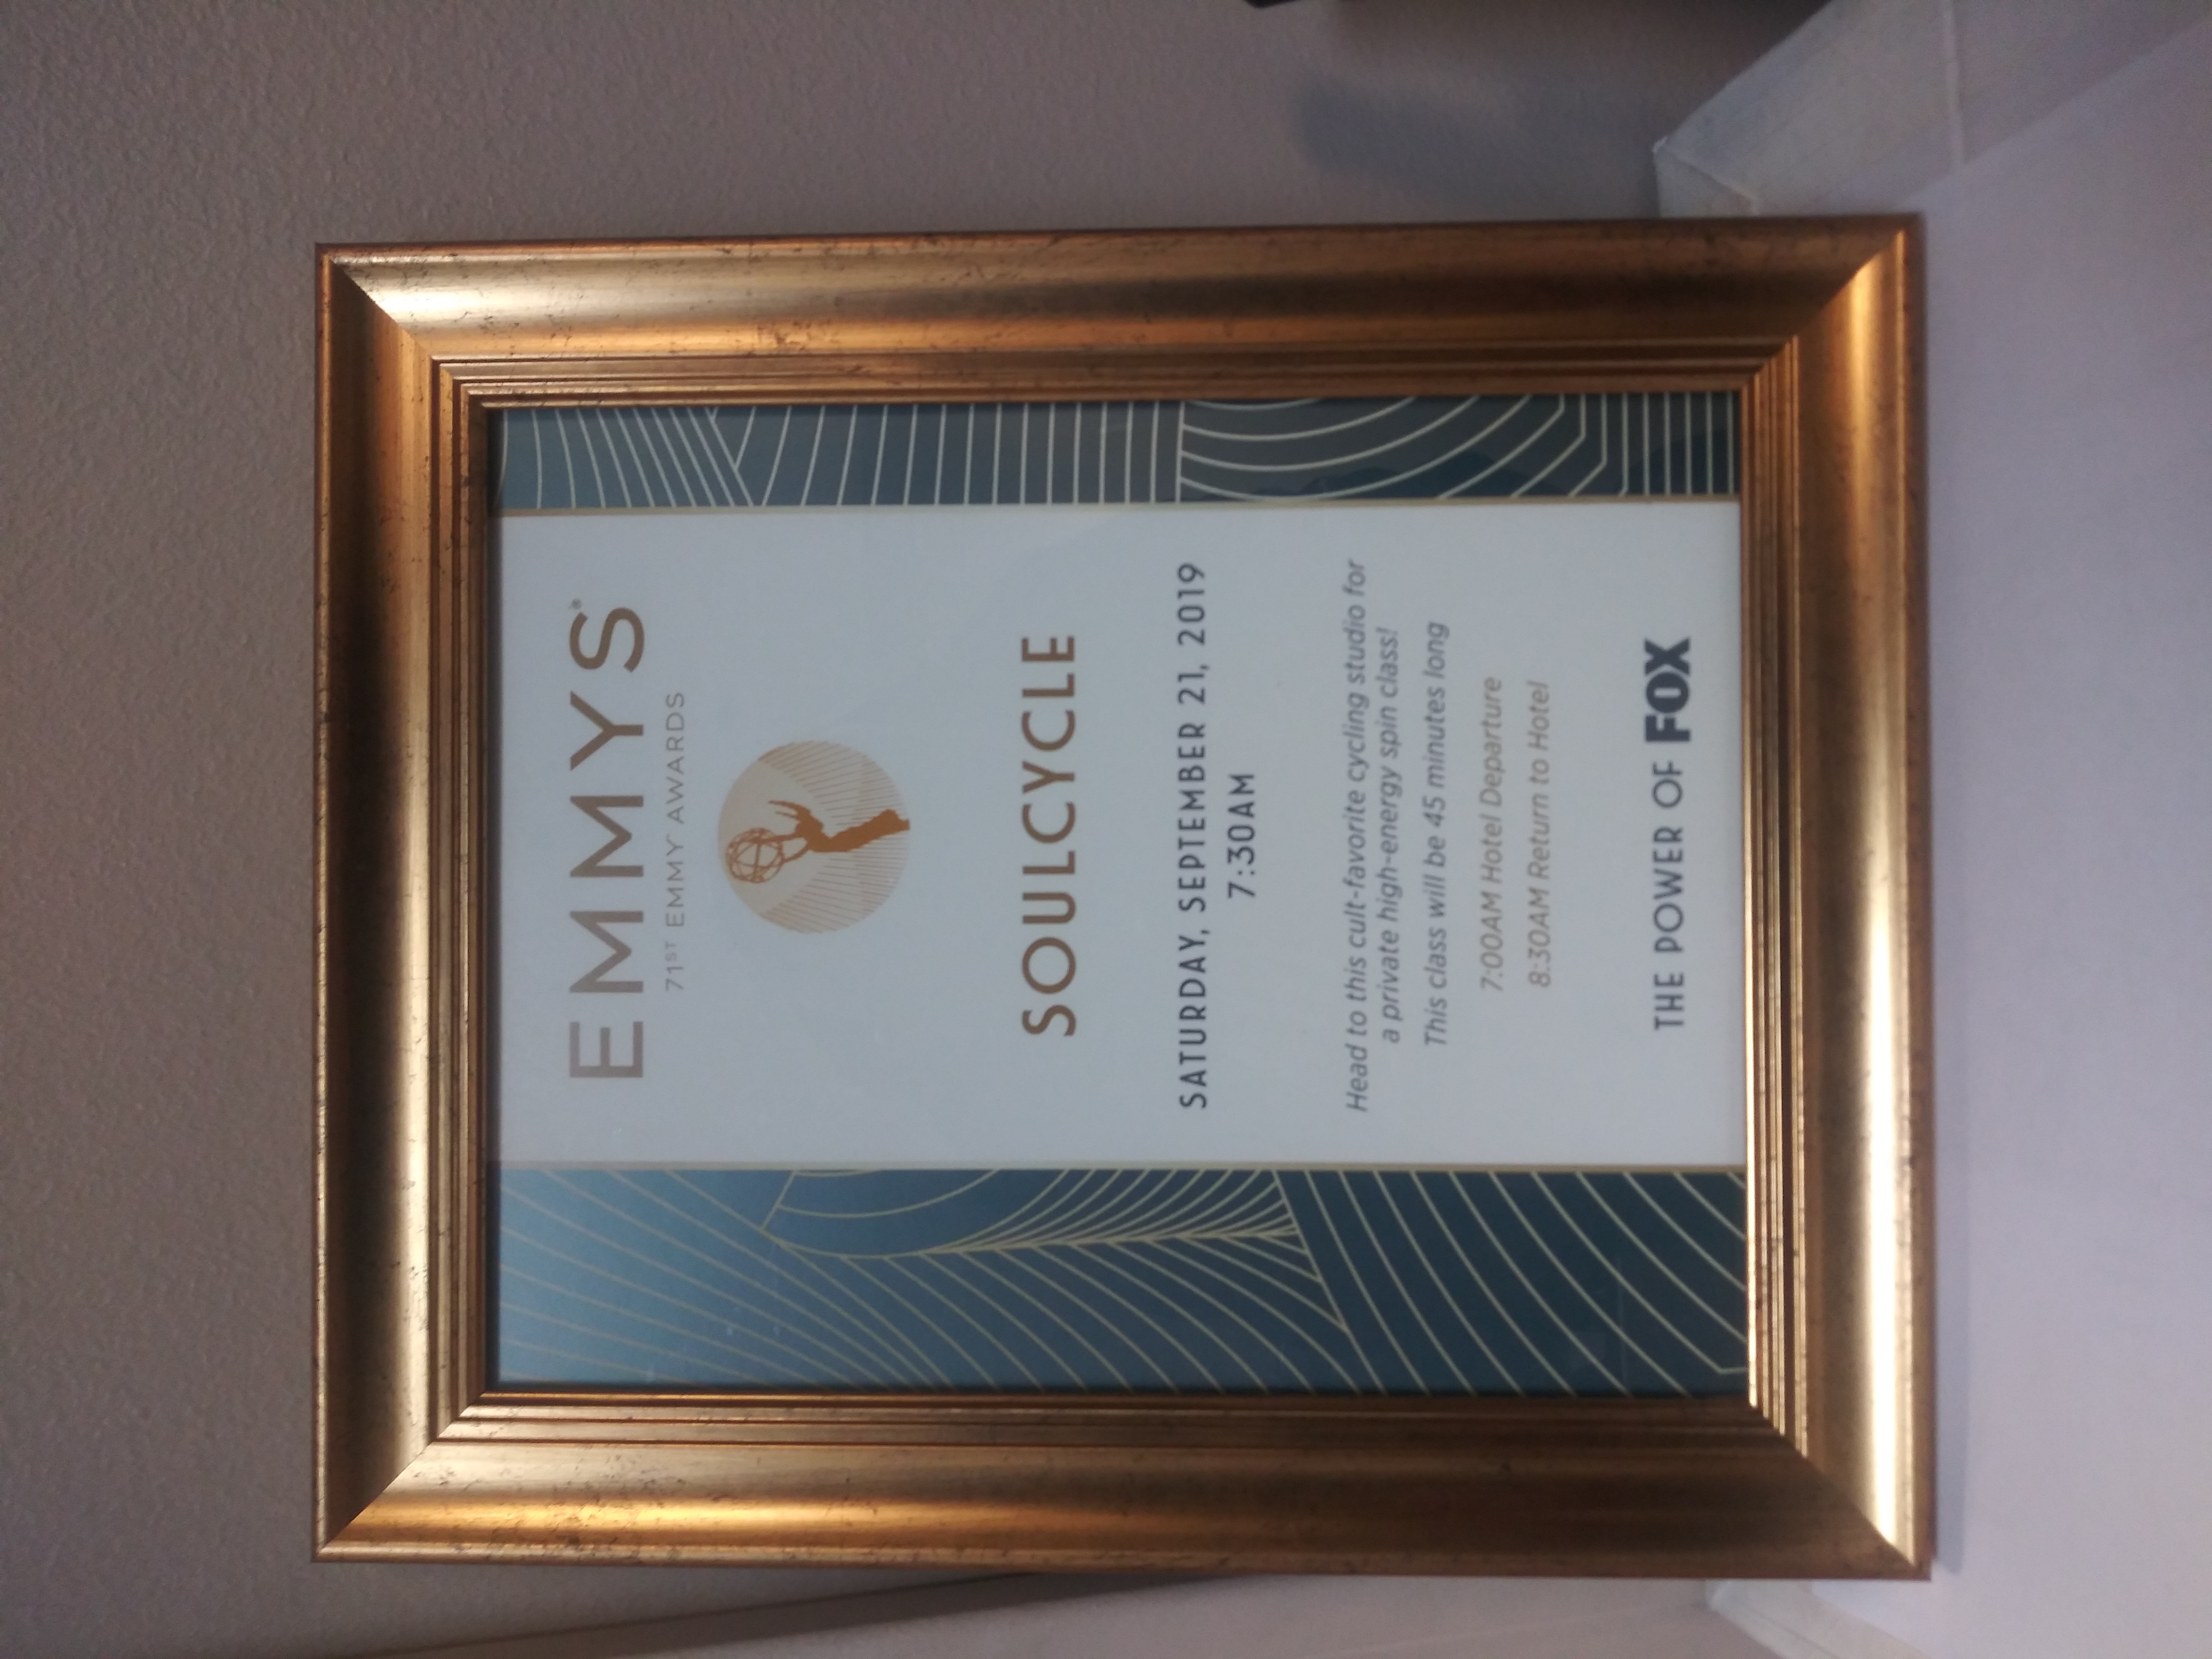 EMMYS®
71ST EMMY® AWARDS
SOULCYCLE
SATURDAY, SEPTEMBER 21, 2019
7:30AM
Head to this cult-favorite cycling studio for
a private high-energy spin class!
This class will be 45 minutes long
7:00AM Hotel Departure
8:30AM Return to Hotel
THE POWER OF FOX